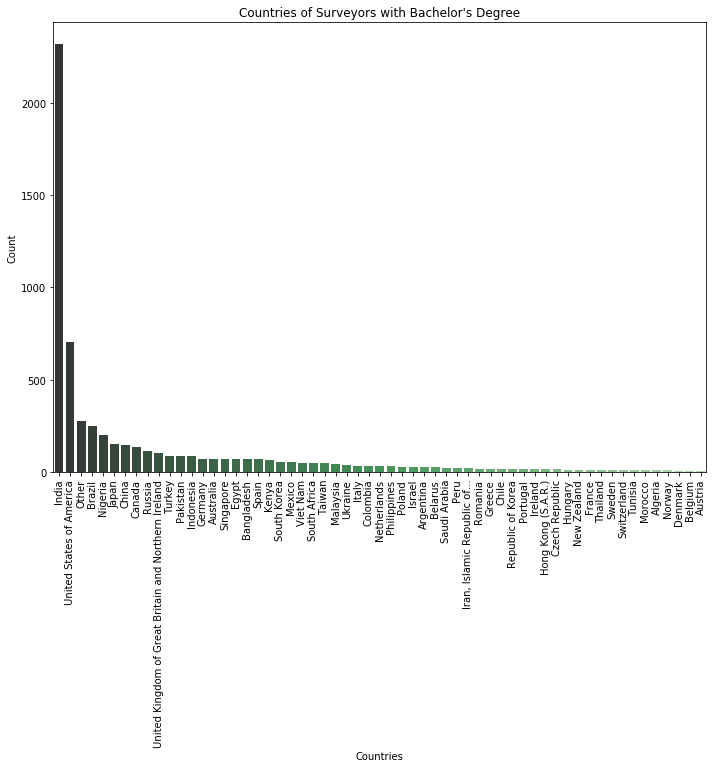 Countries of Surveyors with Bachelor's Degree
Count
2000
1500
1000
500
0
India
United States of America
Other
Brazil
Nigeria
Japan
China
Canada
Russia
United Kingdom of Great Britain and Northern Ireland
Turkey
Pakistan
Indonesia
Germany
Australia
Singapore
Egypt
Bangladesh
Spain
Kenya
South Korea
Mexico
Viet Nam
South Africa
Taiwan
Malaysia
Ukraine
Italy
Colombia
Netherlands
Philippines
Poland
Israel
Argentina
Belarus
Saudi Arabia
Peru
Iran, Islamic Republic of...
Romania
Greece
Chile
Republic of Korea
Portugal
Ireland
Hong Kong (S.A.R.)
Czech Republic
Hungary
New Zealand
France
Thailand
Sweden
Switzerland
Tunisia
Morocco
Algeria
Norway
Denmark
Belgium
Austria
Countries